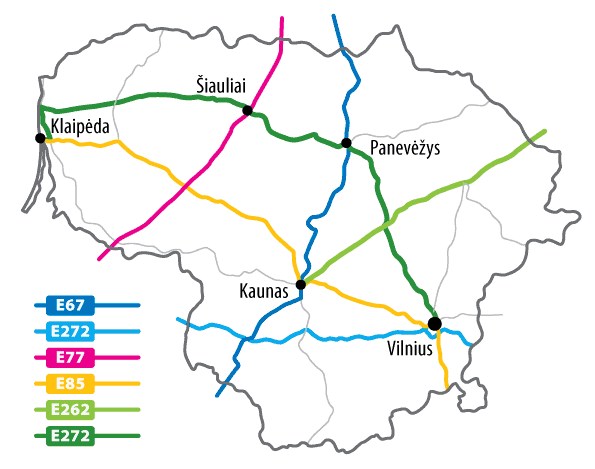 Šiauliai
Klaipėda
Panevėžys
Kaunas
Vilnius
E67
E272
E77
E85
E262
E272